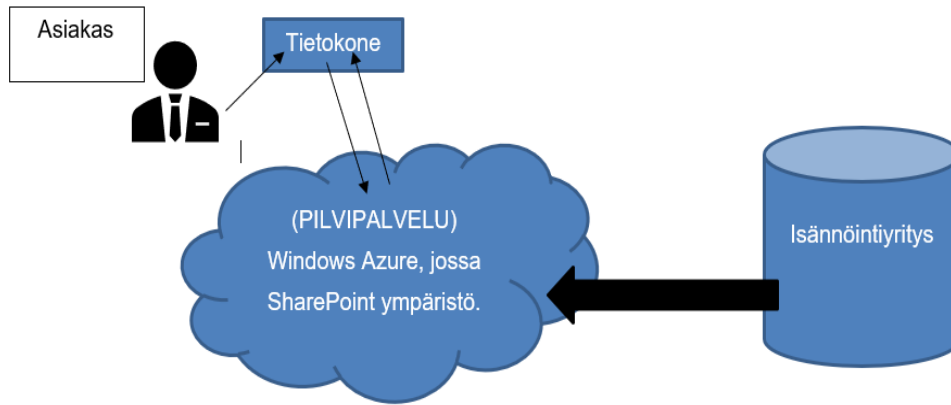 Asiakas
Tietokone
(PILVIPALVELU)
Windows Azure, jossa
SharePoint ympäristö.
Isännöintiyritys